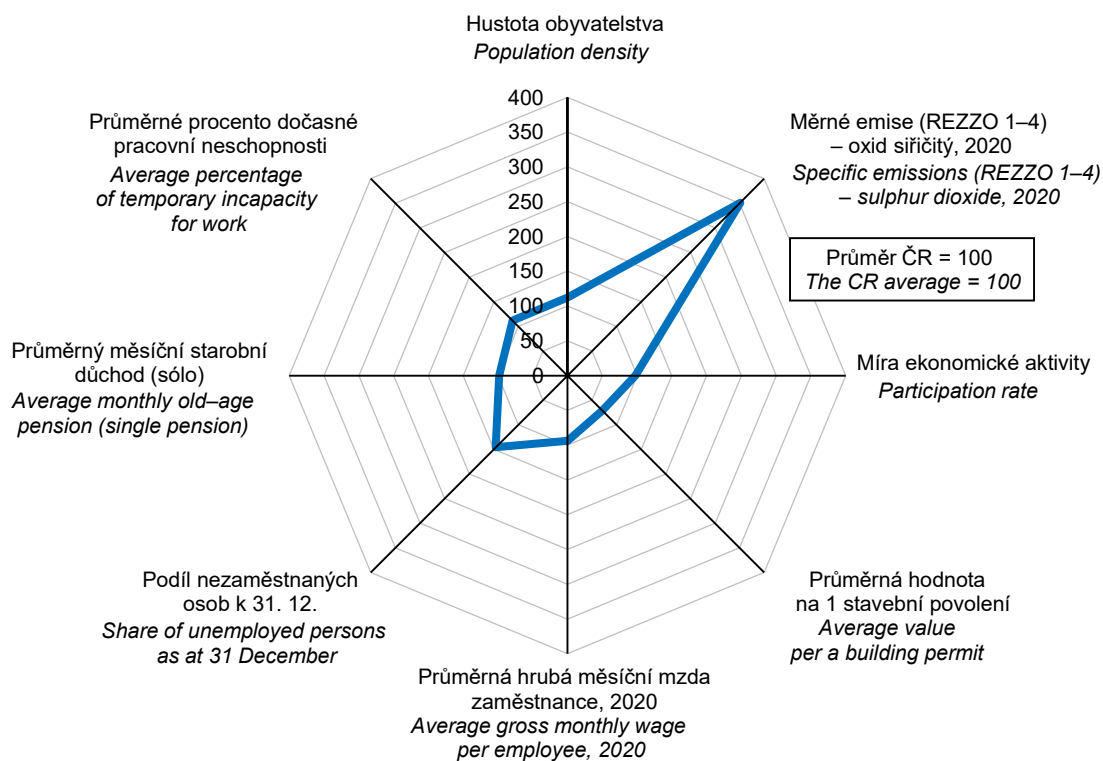 Hustota obyvatelstva
Population density
400
350
300
250
200
150
100
50
0
Měrné emise (REZZO 1–4)
– oxid siřičitý, 2020
Specific emissions (REZZO 1–4)
– sulphur dioxide, 2020
Průměr ČR = 100
The CR average = 100
Míra ekonomické aktivity
Participation rate
Průměrná hodnota
na 1 stavební povolení
Average value
per a building permit
Průměrná hrubá měsíční mzda
zaměstnance, 2020
Average gross monthly wage
per employee, 2020
Podíl nezaměstnaných
osob k 31. 12.
Share of unemployed persons
as at 31 December
Průměrný měsíční starobní
důchod (sólo)
Average monthly old–age
pension (single pension)
Průměrné procento dočasné
pracovní neschopnosti
Average percentage
of temporary incapacity
for work